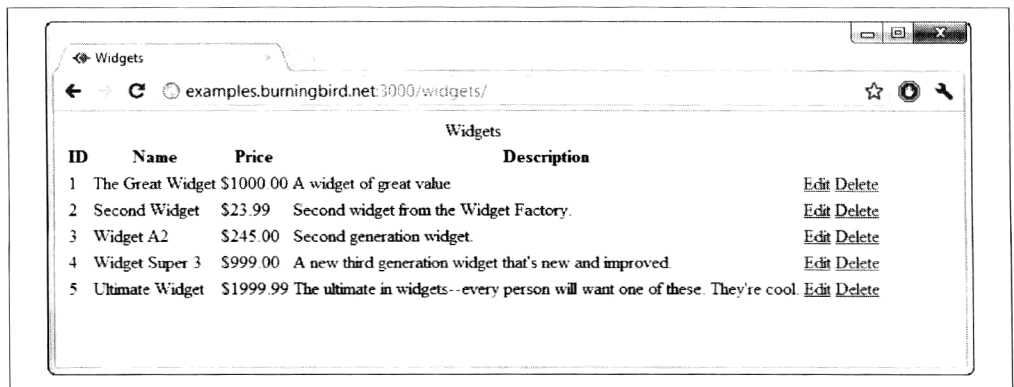 Widgets
examples.burningbird.net:3000/widgets/
Widgets
ID Name Price Description
1 The Great Widget $1000.00 A widget of great value Edit Delete
2 Second Widget $23.99 Second widget from the Widget Factory. Edit Delete
3 Widget A2 $245.00 Second generation widget. Edit Delete
4 Widget Super 3 $999.00 A new third generation widget that's new and improved. Edit Delete
5 Ultimate Widget $1999.99 The ultimate in widgets--every person will want one of these. They're cool. Edit Delete